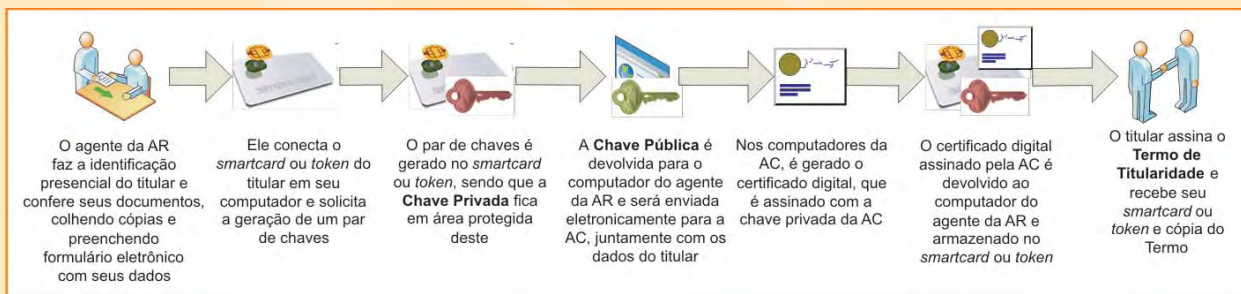 O agente da AR
faz a identificação
presencial do titular e
confere seus documentos,
colhendo cópias e
preenchendo
formulário eletrônico
com seus dados
Ele conecta o
smartcard ou token do
titular em seu
computador e solicita
a geração de um par
de chaves
O par de chaves é
gerado no smartcard
ou token, sendo que a
Chave Privada fica
em área protegida
deste
A Chave Pública é
devolvida para o
computador do agente
da AR e será enviada
eletronicamente para a
AC, juntamente com os
dados do titular
Nos computadores da
AC, é gerado o
certificado digital, que
é assinado com a
chave privada da AC
O certificado digital
assinado pela AC é
devolvido ao
computador do
agente da AR e
armazenado no
smartcard ou token
O titular assina o
Termo de
Titularidade e
recebe seu
smartcard ou
token e cópia do
Termo